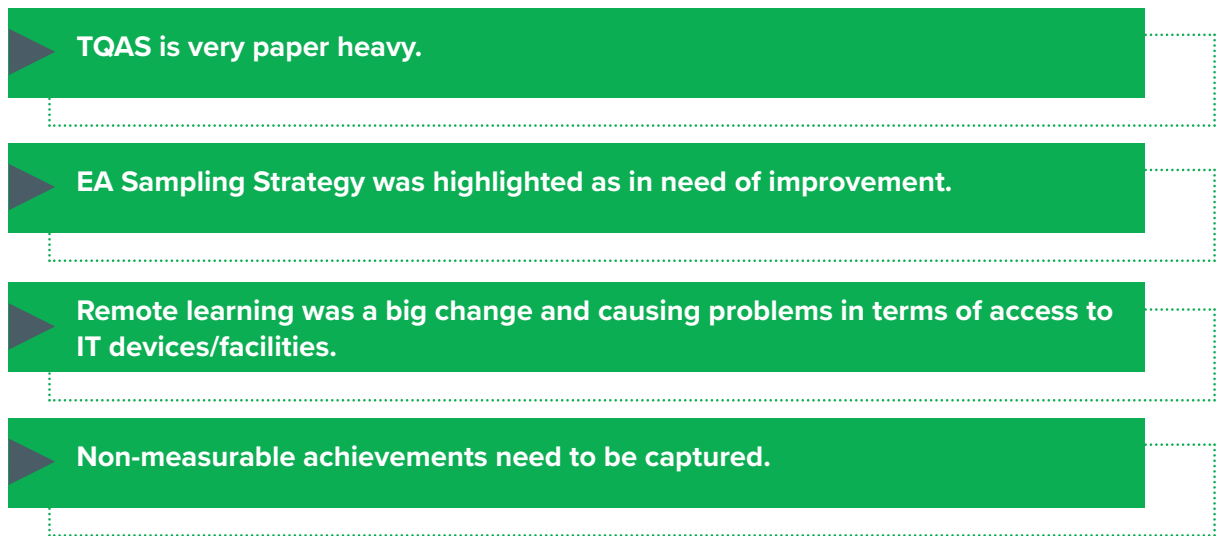 TQAS is very paper heavy.
EA Sampling Strategy was highlighted as in need of improvement.
Remote learning was a big change and causing problems in terms of access to
IT devices/facilities.
Non-measurable achievements need to be captured.